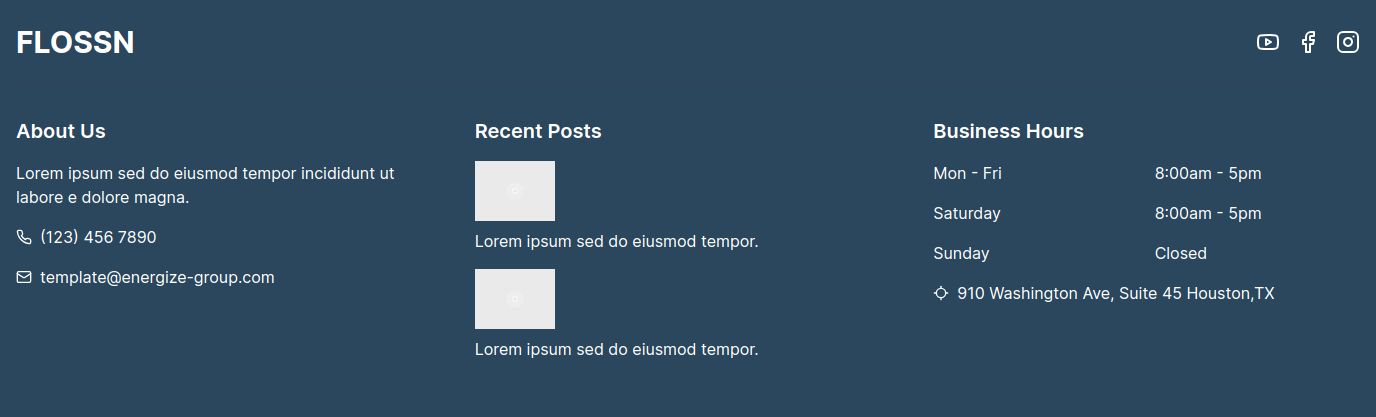 FLOSSN
About Us
Lorem ipsum sed do eiusmod tempor incididunt ut
labore e dolore magna.
(123) 456 7890
template@energize-group.com
Recent Posts
Lorem ipsum sed do eiusmod tempor.
Lorem ipsum sed do eiusmod tempor.
Business Hours
Mon - Fri 8:00am - 5pm
Saturday 8:00am - 5pm
Sunday Closed
910 Washington Ave, Suite 45 Houston,TX